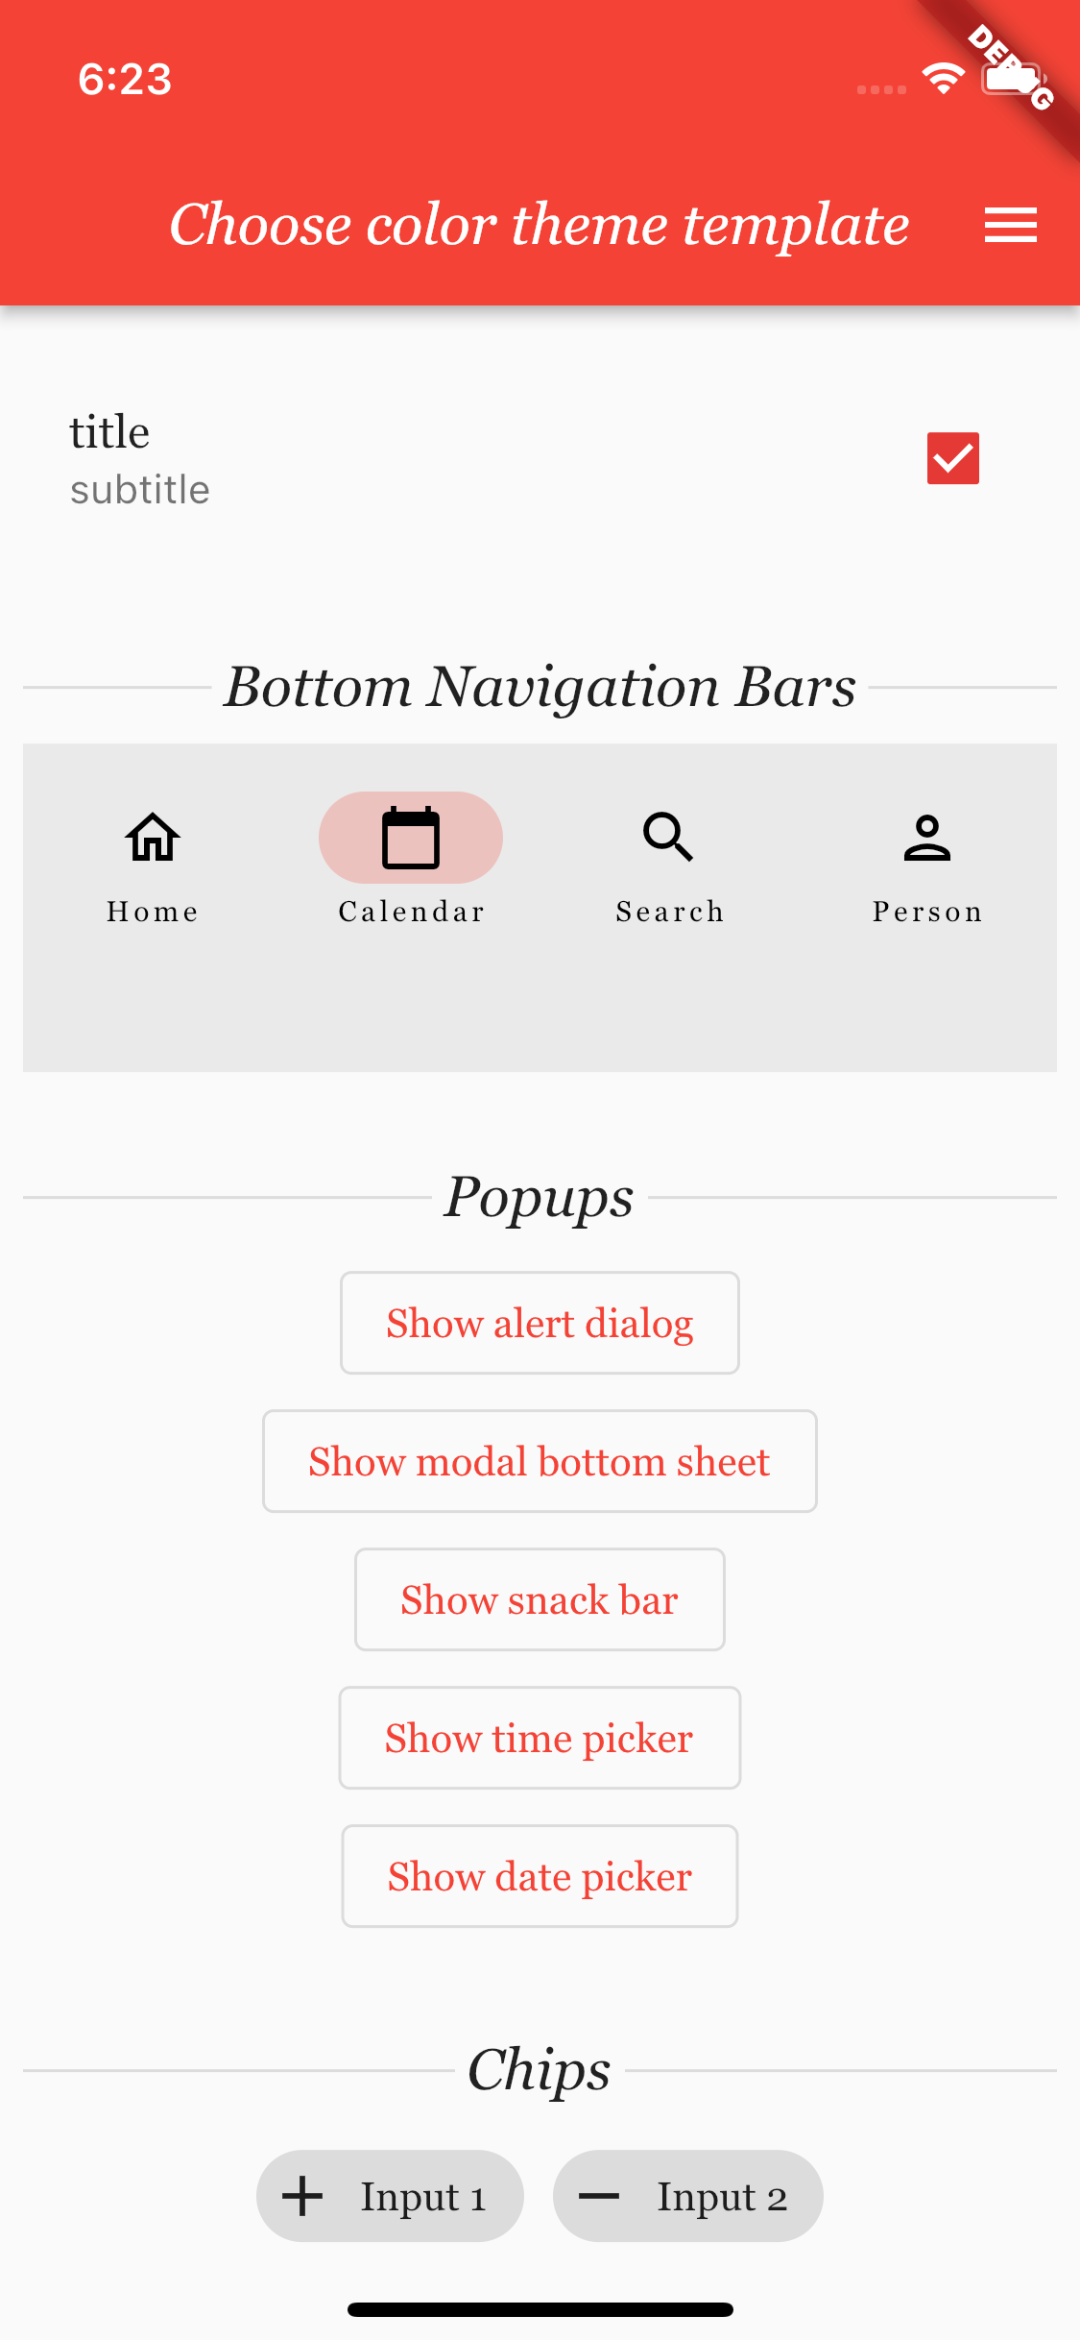 6:23
DEBUG
Choose color theme template
title
subtitle
Bottom Navigation Bars
Home
Calendar
Search
Person
Popups
Show alert dialog
Show modal bottom sheet
Show snack bar
Show time picker
Show date picker
Chips
Input 1
Input 2